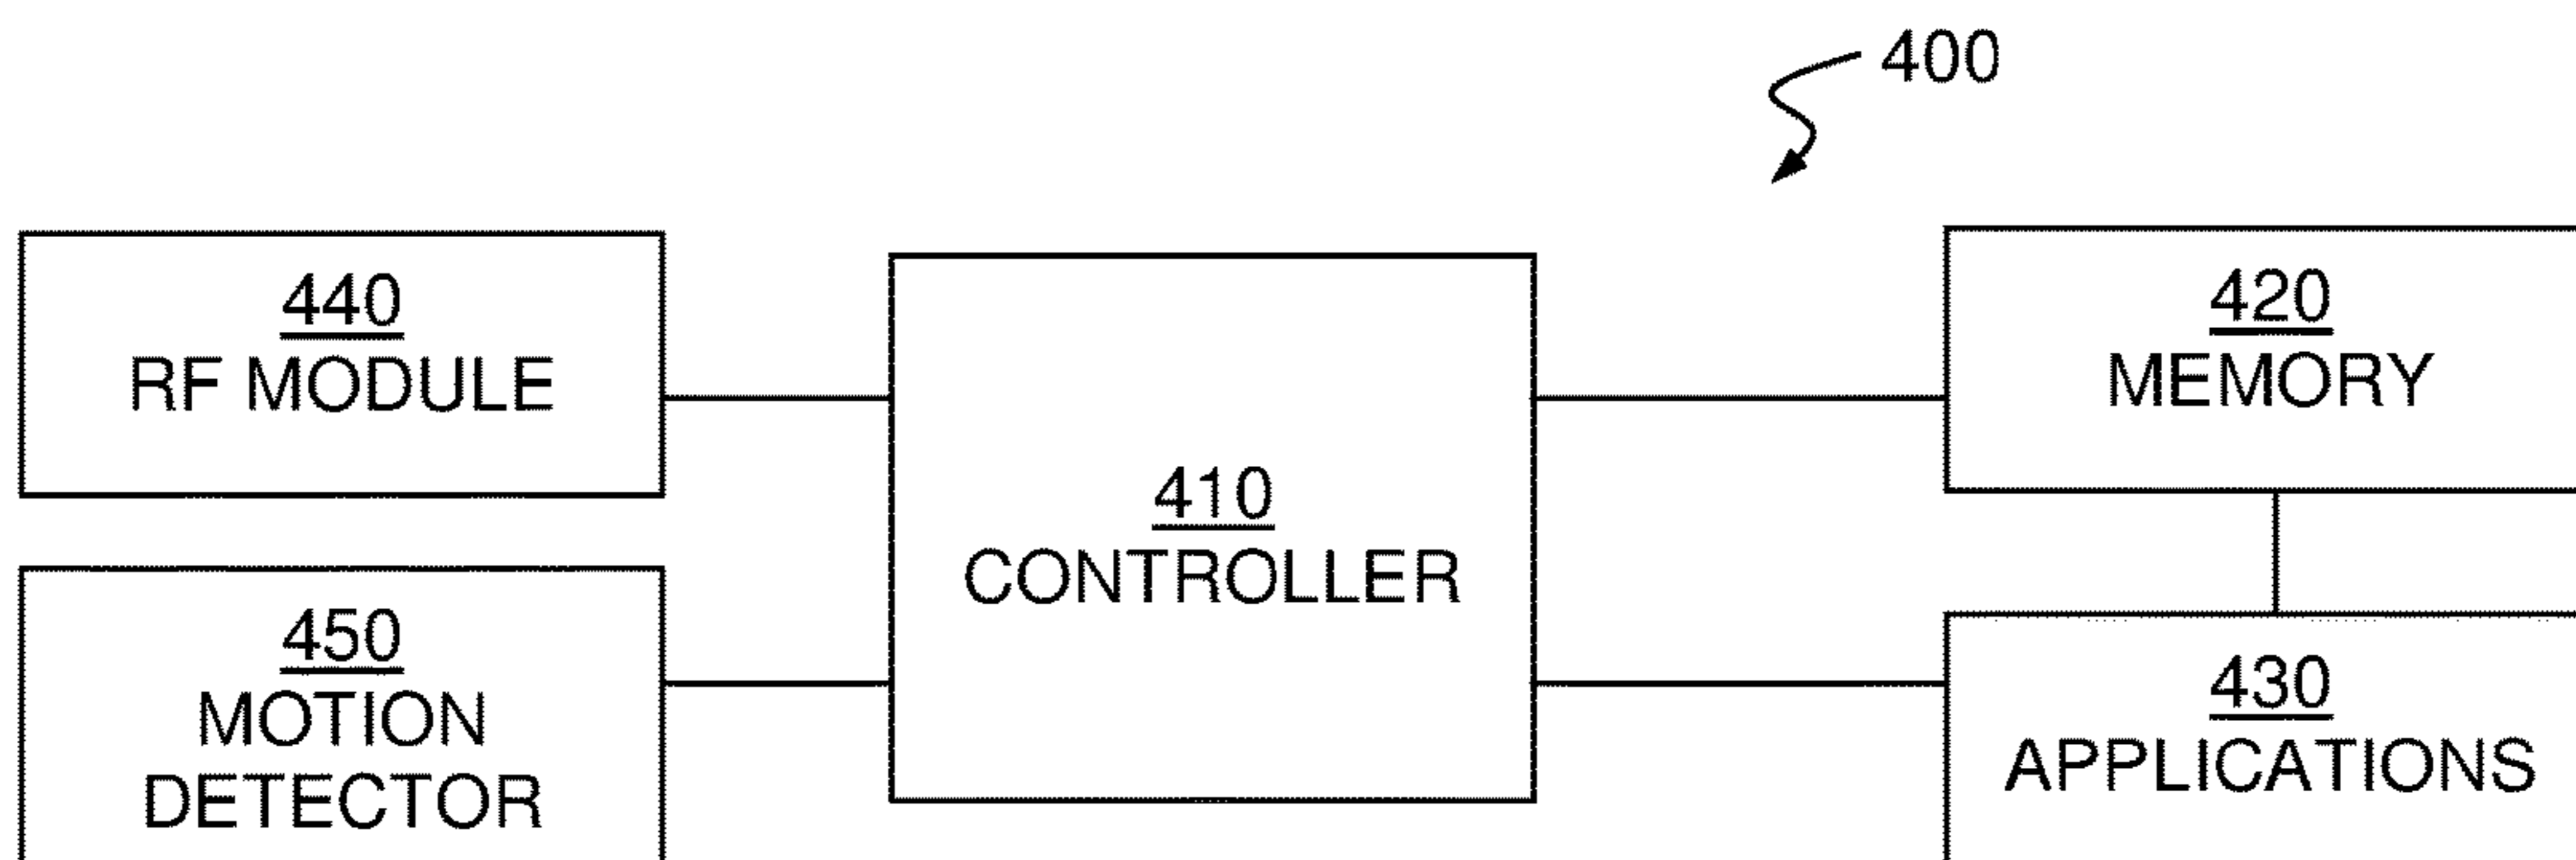 400
440
RF MODULE
420
MEMORY
410
CONTROLLER
450
MOTION
DETECTOR
430
APPLICATIONS